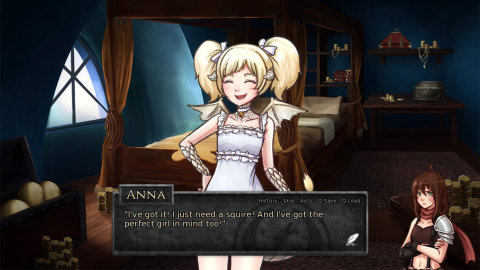 ANNA
History Skip Auto Q.Save Q.Load
"I've got it! I just need a squire! And I've got the
perfect girl in mind too!"